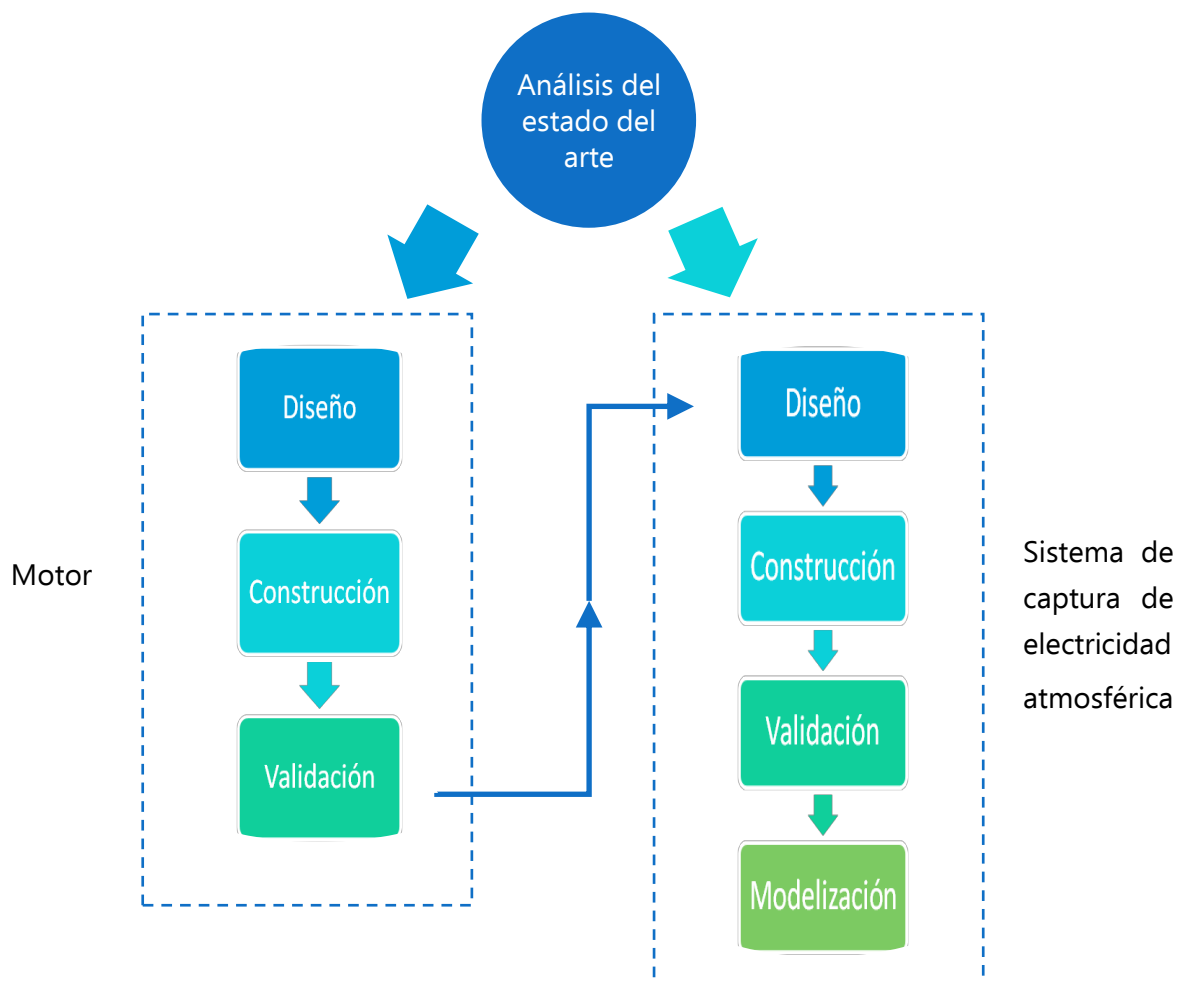 Análisis del
estado del
arte
Motor
Diseño
Construcción
Validación
Diseño
Construcción
Validación
Modelización
Sistema de
captura de
electricidad
atmosférica